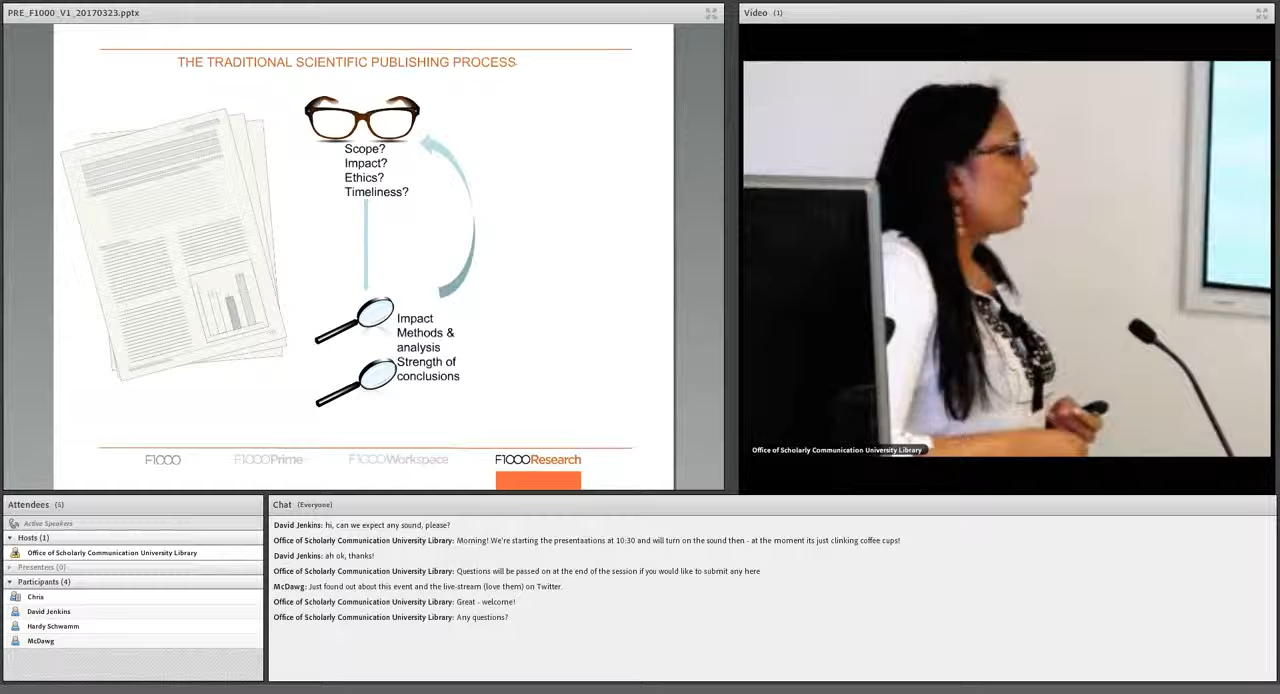 PRE_F1000_V1_20170323.pptx
THE TRADITIONAL SCIENTIFIC PUBLISHING PROCESS
Scope?
Impact?
Ethics?
Timeliness?
Impact
Methods &
analysis
Strength of
conclusions
F1000
F1000Prime
F1000Workspace
F1000Research
Video (1)
Office of Scholarly Communication University Library
Attendees (5)
Active Speakers
Hosts (1)
Office of Scholarly Communication University Library
Presenters (0)
Participants (4)
Chris
David Jenkins
Hardy Schwamm
McDawg
Chat (Everyone)
David Jenkins: hi, can we expect any sound, please?
Office of Scholarly Communication University Library: Morning! We're starting the presentaations at 10:30 and will turn on the sound then - at the moment its just clinking coffee cups!
David Jenkins: ah ok, thanks!
Office of Scholarly Communication University Library: Questions will be passed on at the end of the session if you would like to submit any here
McDawg: Just found out about this event and the live-stream (love them) on Twitter.
Office of Scholarly Communication University Library: Great - welcome!
Office of Scholarly Communication University Library: Any questions?